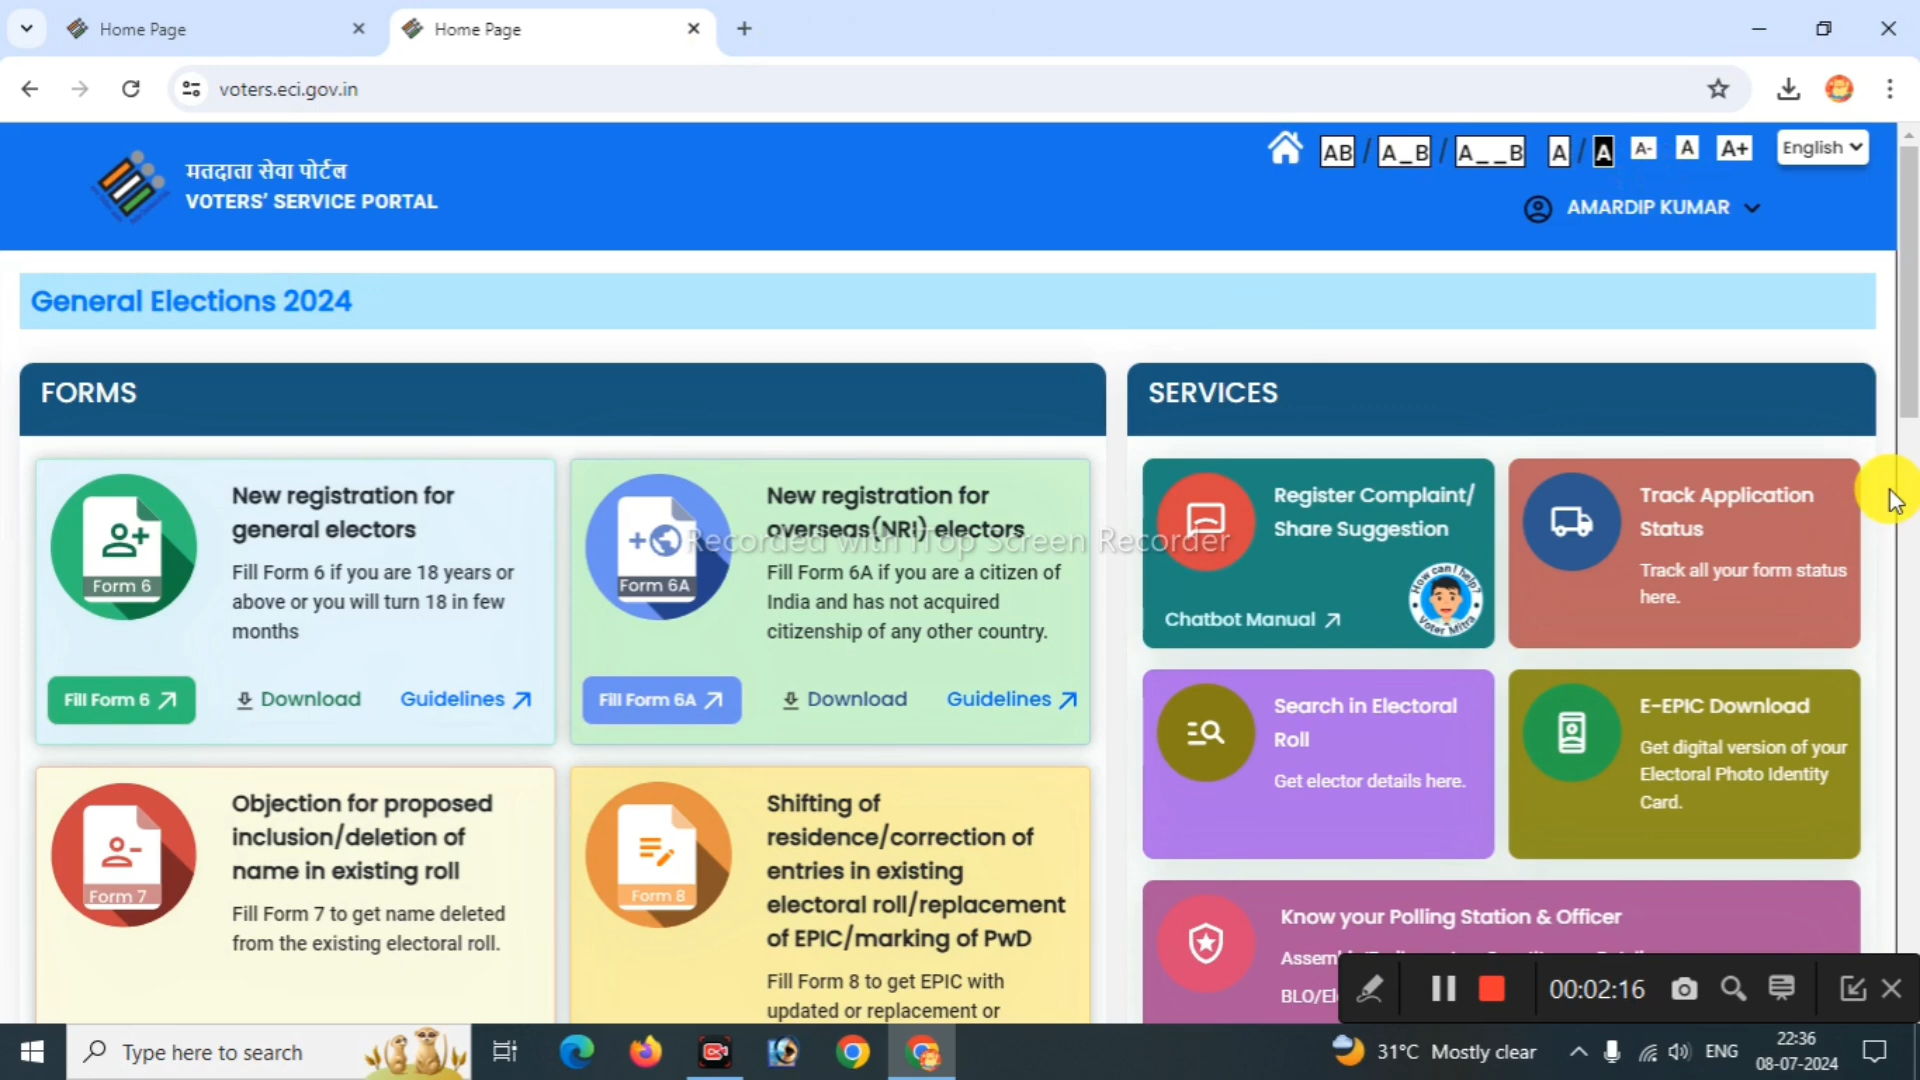 Home Page
Home Page
voters.eci.gov.in
मतदाता सेवा पोर्टल
VOTERS' SERVICE PORTAL
AB / A_B / A__B A / A A- A A+ English
AMARDIP KUMAR
General Elections 2024
FORMS
New registration for
general electors
Form 6
Fill Form 6 if you are 18 years or
above or you will turn 18 in few
months
Fill Form 6 Download Guidelines
New registration for
overseas(NRI) electors
Form 6A
Fill Form 6A if you are a citizen of
India and has not acquired
citizenship of any other country.
Fill Form 6A Download Guidelines
Recorded with iTop Screen Recorder
Objection for proposed
inclusion/deletion of
name in existing roll
Form 7
Fill Form 7 to get name deleted
from the existing electoral roll.
Shifting of
residence/correction of
entries in existing
electoral roll/replacement
of EPIC/marking of PwD
Form 8
Fill Form 8 to get EPIC with
updated or replacement or
SERVICES
Register Complaint/
Share Suggestion
Chatbot Manual
How can I help?
Voter Mitra
Track Application
Status
Track all your form status
here.
Search in Electoral
Roll
Get elector details here.
E-EPIC Download
Get digital version of your
Electoral Photo Identity
Card.
Know your Polling Station & Officer
00:02:16
Type here to search
31°C Mostly clear
ENG
22:36
08-07-2024